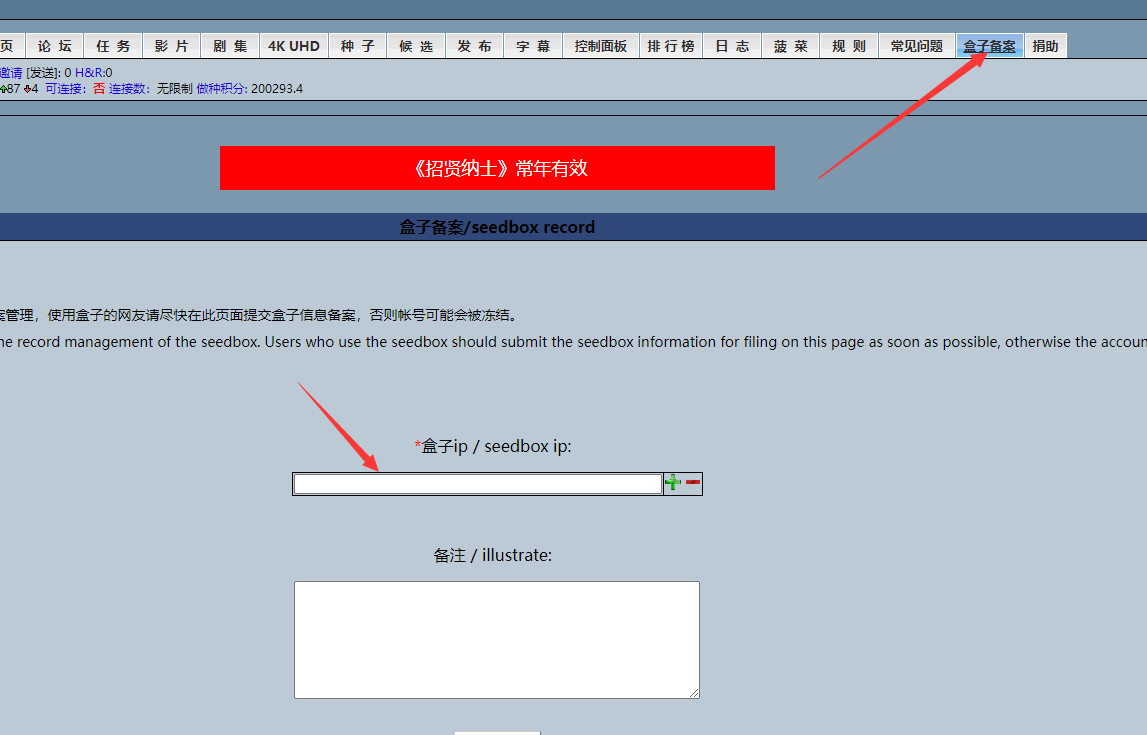 页 论 坛 任 务 影 片 剧 集 4K UHD 种 子 候 选 发 布 字 幕 控制面板 排 行 榜 日 志 菠 菜 规 则 常见问题 盒子备案 捐助
邀请 [发送]: 0 H&R:0
87 4 可连接：否 连接数：无限制 做种积分: 200293.4
《招贤纳士》常年有效
盒子备案/seedbox record
案管理，使用盒子的网友请尽快在此页面提交盒子信息备案，否则帐号可能会被冻结。
he record management of the seedbox. Users who use the seedbox should submit the seedbox information for filing on this page as soon as possible, otherwise the accoun
*盒子ip / seedbox ip:
备注 / illustrate: